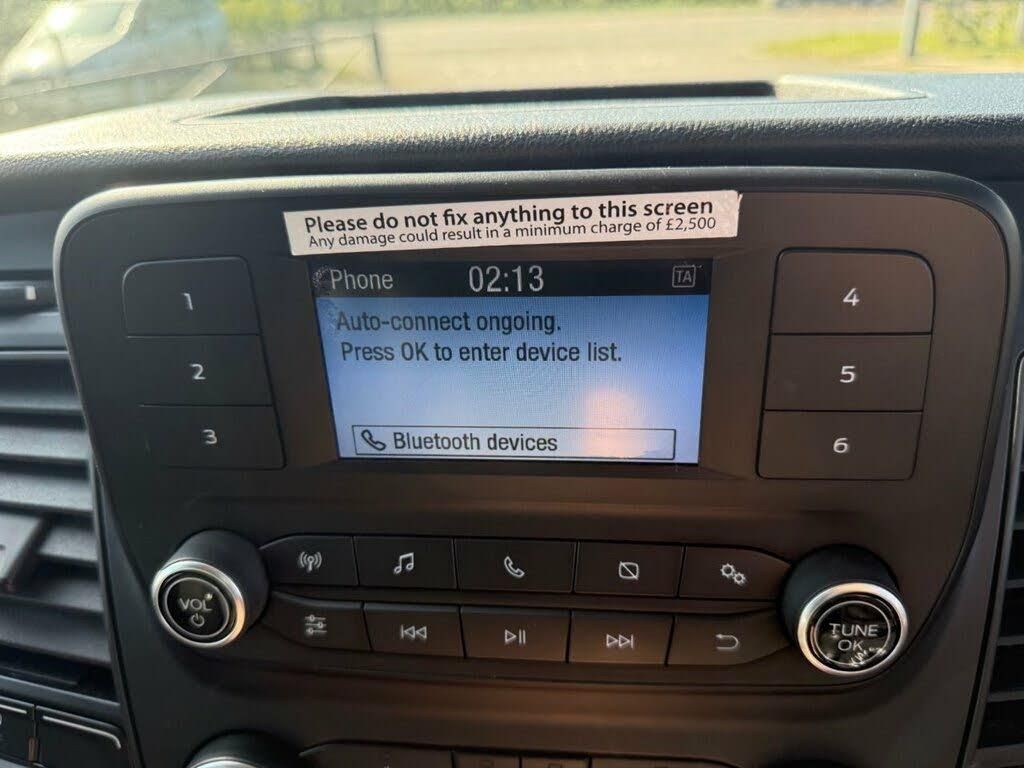 Please do not fix anything to this screen
Any damage could result in a minimum charge of £2,500
Phone 02:13 TA
Auto-connect ongoing.
Press OK to enter device list.
Bluetooth devices
1
2
3
4
5
6
VOL
TUNE
OK